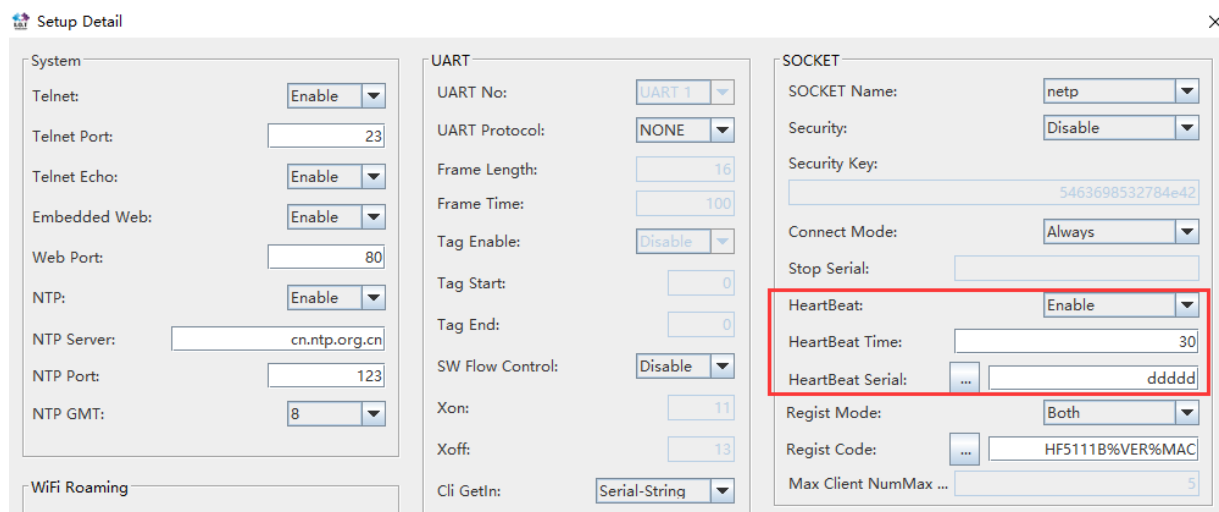 Setup Detail
System
Telnet: Enable
Telnet Port: 23
Telnet Echo: Enable
Embedded Web: Enable
Web Port: 80
NTP: Enable
NTP Server: cn.ntp.org.cn
NTP Port: 123
NTP GMT: 8
WiFi Roaming
UART
UART No: UART 1
UART Protocol: NONE
Frame Length: 16
Frame Time: 100
Tag Enable: Disable
Tag Start: 0
Tag End: 0
SW Flow Control: Disable
Xon: 11
Xoff: 13
Cli GetIn: Serial-String
SOCKET
SOCKET Name: netp
Security: Disable
Security Key:
5463698532784e42
Connect Mode: Always
Stop Serial:
HeartBeat: Enable
HeartBeat Time: 30
HeartBeat Serial: ... ddddd
Regist Mode: Both
Regist Code: ... HF5111B%VER%MAC
Max Client NumMax ... 5